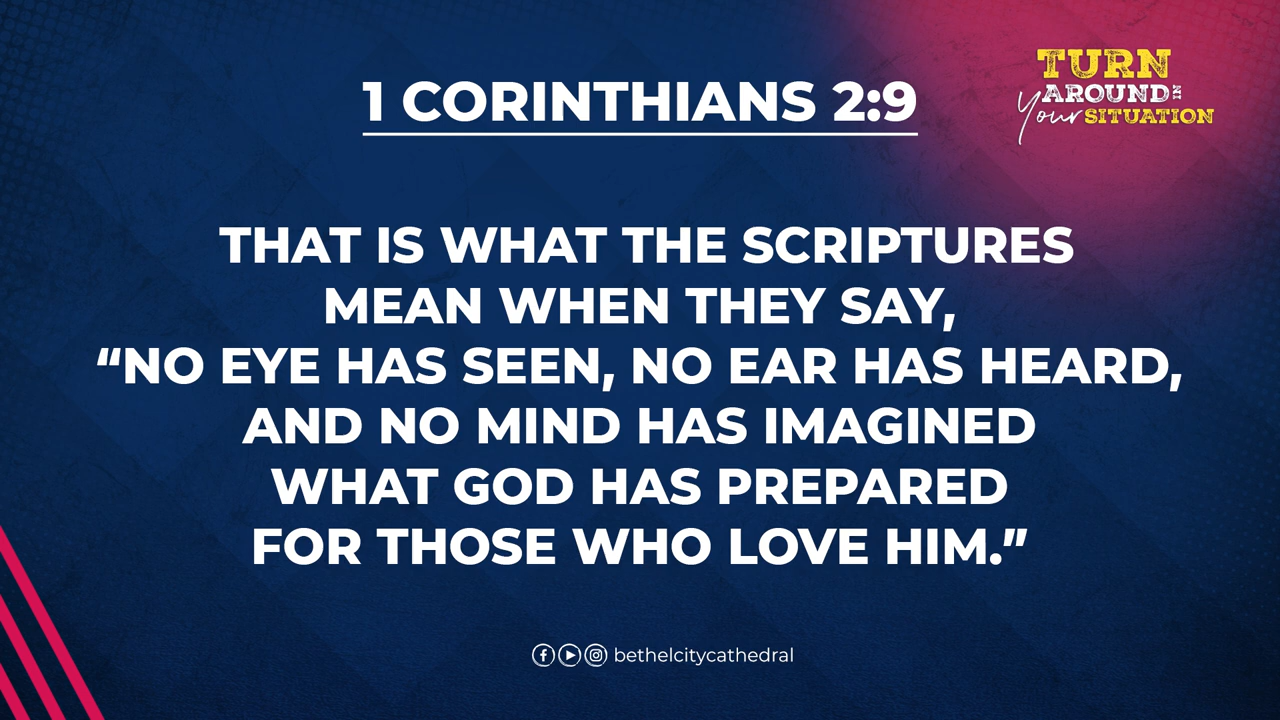 1 CORINTHIANS 2:9
TURN
AROUND IN
Your SITUATION
THAT IS WHAT THE SCRIPTURES
MEAN WHEN THEY SAY,
“NO EYE HAS SEEN, NO EAR HAS HEARD,
AND NO MIND HAS IMAGINED
WHAT GOD HAS PREPARED
FOR THOSE WHO LOVE HIM.”
bethelcitycathedral